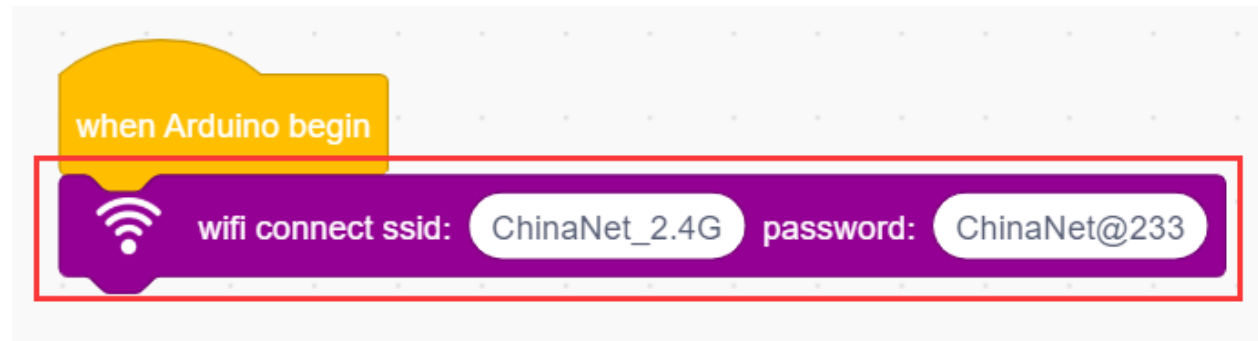 when Arduino begin
wifi connect ssid: ChinaNet_2.4G password: ChinaNet@233